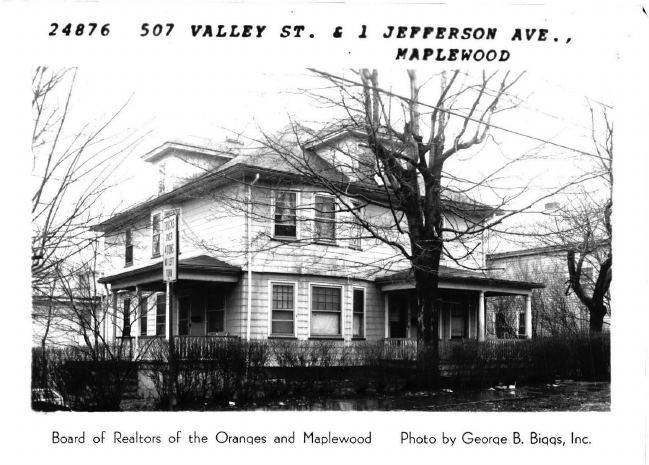 24876 507 VALLEY ST. & 1 JEFFERSON AVE.,
MAPLEWOOD
Board of Realtors of the Oranges and Maplewood Photo by George B. Biggs, Inc.